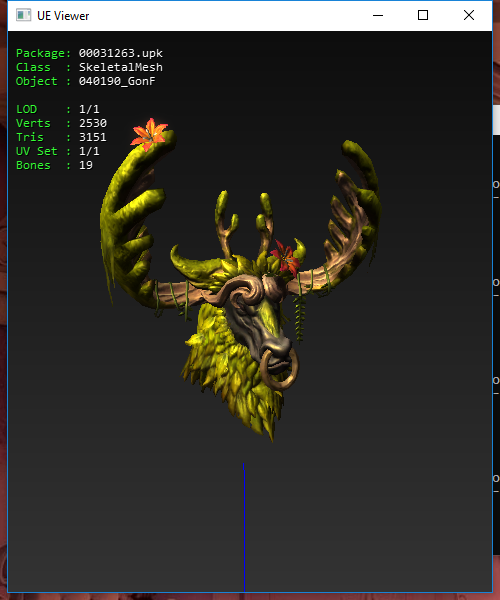 UE Viewer
Package: 00031263.upk
Class  : SkeletalMesh
Object : 040190_GonF
LOD    : 1/1
Verts  : 2530
Tris   : 3151
UV Set : 1/1
Bones  : 19